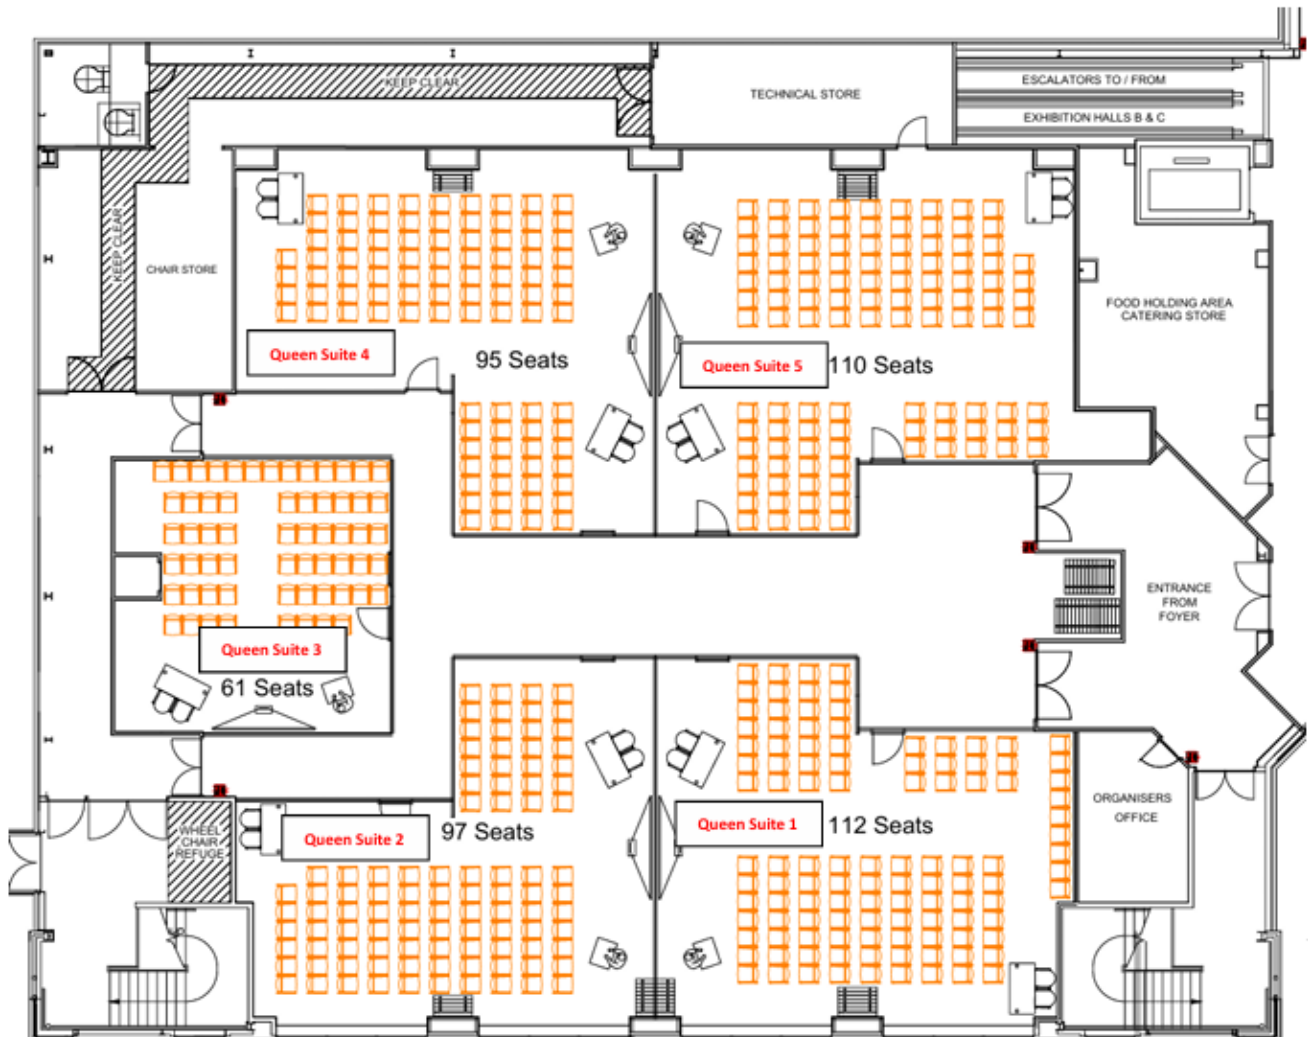 KEEP CLEAR
TECHNICAL STORE
ESCALATORS TO / FROM
EXHIBITION HALLS B & C
KEEP CLEAR
CHAIR STORE
FOOD HOLDING AREA
CATERING STORE
Queen Suite 4
95 Seats
Queen Suite 5
110 Seats
ENTRANCE
FROM
FOYER
Queen Suite 3
61 Seats
WHEEL
CHAIR
REFUGE
Queen Suite 2
97 Seats
Queen Suite 1
112 Seats
ORGANISERS
OFFICE